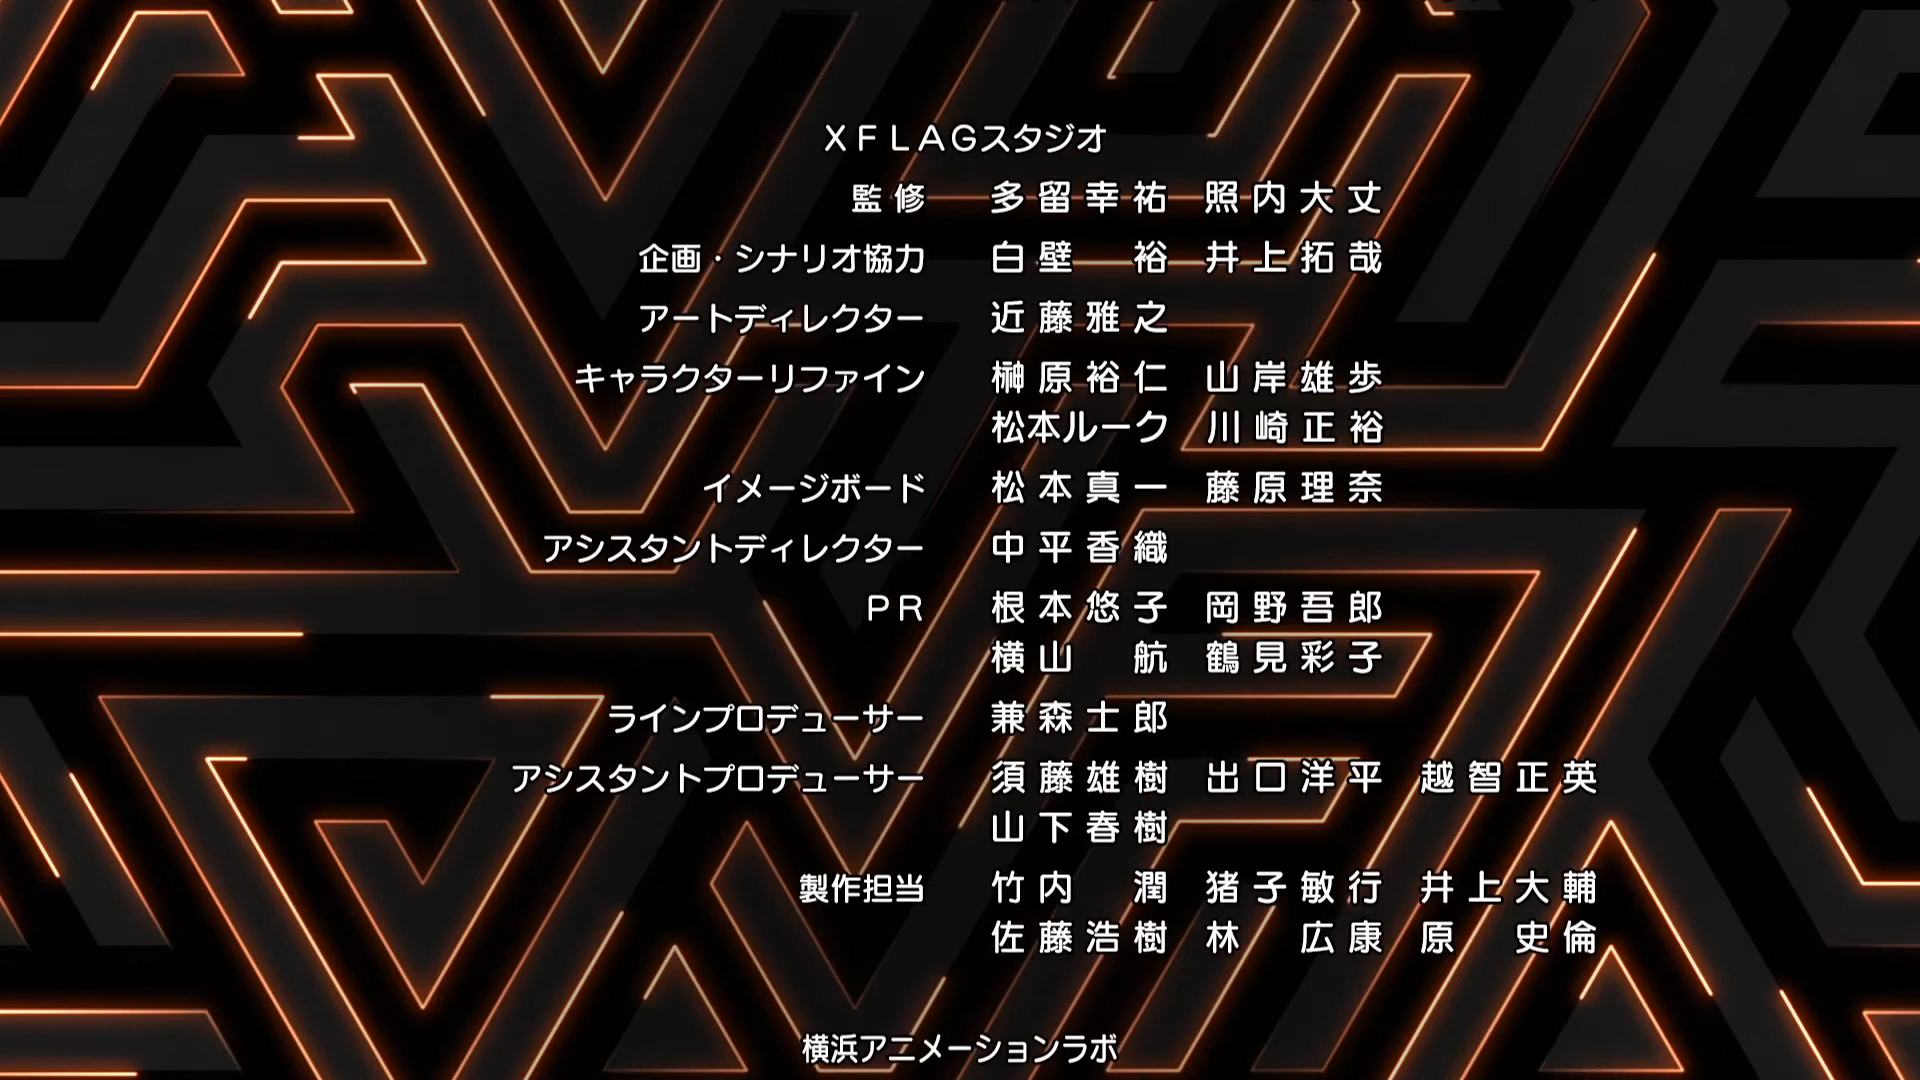 ＸＦＬＡＧスタジオ
監修　多留幸祐　照内大丈
企画・シナリオ協力　白壁　裕　井上拓哉
アートディレクター　近藤雅之
キャラクターリファイン　榊原裕仁　山岸雄歩
松本ルーク　川崎正裕
イメージボード　松本真一　藤原理奈
アシスタントディレクター　中平香織
ＰＲ　根本悠子　岡野吾郎
横山　航　鶴見彩子
ラインプロデューサー　兼森士郎
アシスタントプロデューサー　須藤雄樹　出口洋平　越智正英
山下春樹
製作担当　竹内　潤　猪子敏行　井上大輔
佐藤浩樹　林　広康　原　史倫
横浜アニメーションラボ